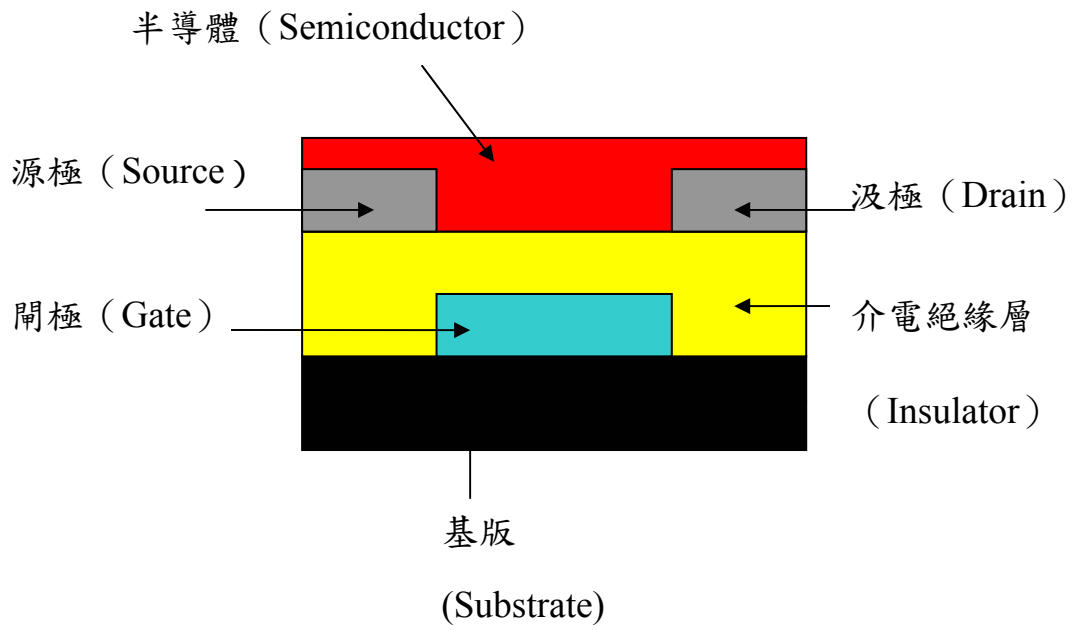 半導體（Semiconductor）
源極（Source）
汲極（Drain）
閘極（Gate）
介電絕緣層
（Insulator）
基版
(Substrate)